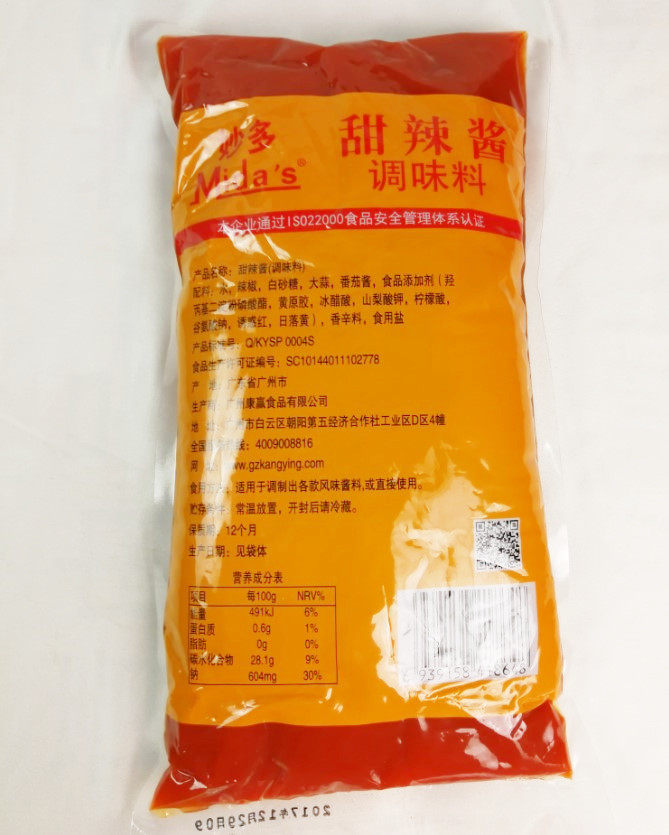 妙多
Mida's®
甜辣酱
调味料
本企业通过ISO22000食品安全管理体系认证
产品名称：甜辣酱(调味料)
配料：水，辣椒，白砂糖，大蒜，番茄酱，食品添加剂（羟
丙基二淀粉磷酸酯，黄原胶，冰醋酸，山梨酸钾，柠檬酸，
谷氨酸钠，诱惑红，日落黄），香辛料，食用盐
产品标准号：Q/KYSP 0004S
食品生产许可证编号：SC10144011102778
产 地：广东省广州市
生产商：广州康赢食品有限公司
地 址：广州市白云区朝阳第五经济合作社工业区D区4幢
全国服务热线：4009008816
网 址：www.gzkangying.com
食用方法：适用于调制出各款风味酱料,或直接使用。
贮存条件：常温放置，开封后请冷藏。
保质期：12个月
生产日期：见袋体
营养成分表
项目 每100g NRV%
能量 491kJ 6%
蛋白质 0.6g 1%
脂肪 0g 0%
碳水化合物 28.1g 9%
钠 604mg 30%
2017年12月29日09